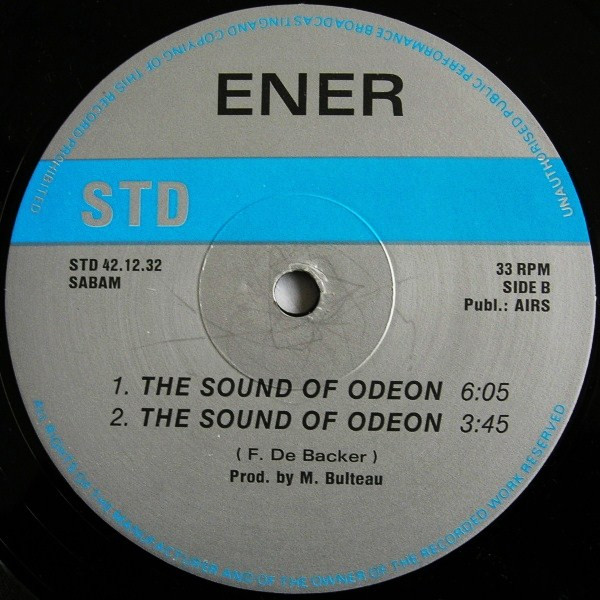 ENER
STD
STD 42.12.32
SABAM
33 RPM
SIDE B
Publ.: AIRS
1. THE SOUND OF ODEON 6:05
2. THE SOUND OF ODEON 3:45
( F. De Backer )
Prod. by M. Bulteau
ALL RIGHTS OF THE MANUFACTURER AND OF THE OWNER OF THE RECORDED WORK RESERVED
UNAUTHORISED PUBLIC PERFORMANCE BROADCASTING AND COPYING OF THIS RECORD PROHIBITED